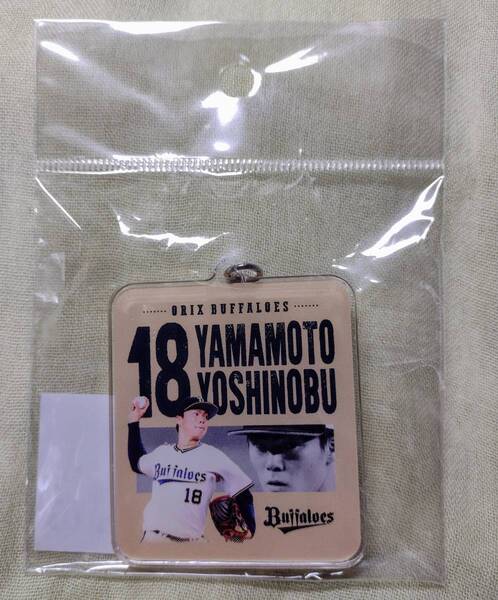 ORIX BUFFALOES
18 YAMAMOTO
YOSHINOBU
Buffaloes
18
Buffaloes